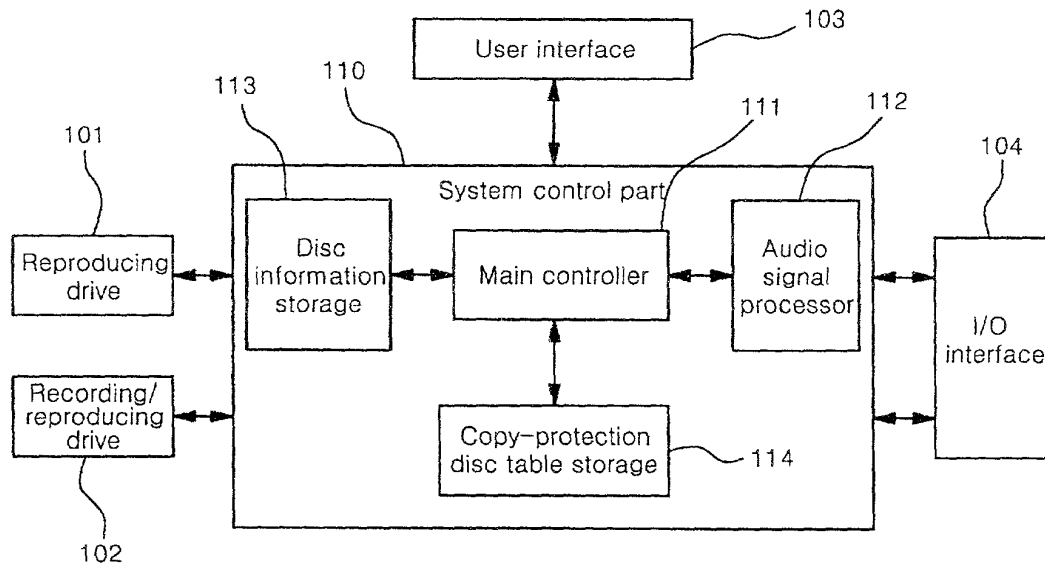 User interface
103
110
113
111
112
101
104
System control part
Reproducing
drive
Disc
information
storage
Main controller
Audio
signal
processor
I/O
interface
Recording/
reproducing
drive
Copy-protection
disc table storage
114
102